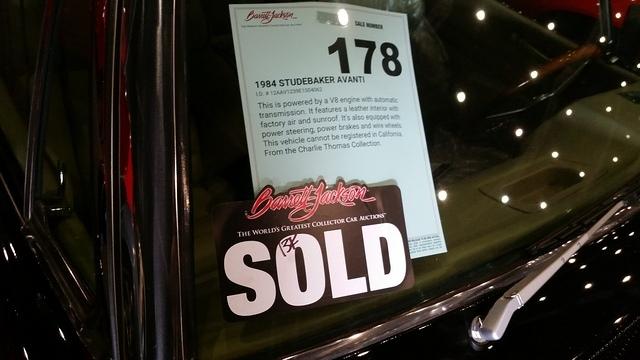 Barrett-Jackson
SALE NUMBER
178
1984 STUDEBAKER AVANTI
This is powered by a V8 engine with automatic
transmission. It features a leather interior with
factory air and sunroof. It's also equipped with
power steering, power brakes and wire wheels
This vehicle cannot be registered in California.
From the Charlie Thomas Collection.
Barrett-Jackson
THE WORLD'S GREATEST COLLECTOR CAR AUCTIONS
SOLD